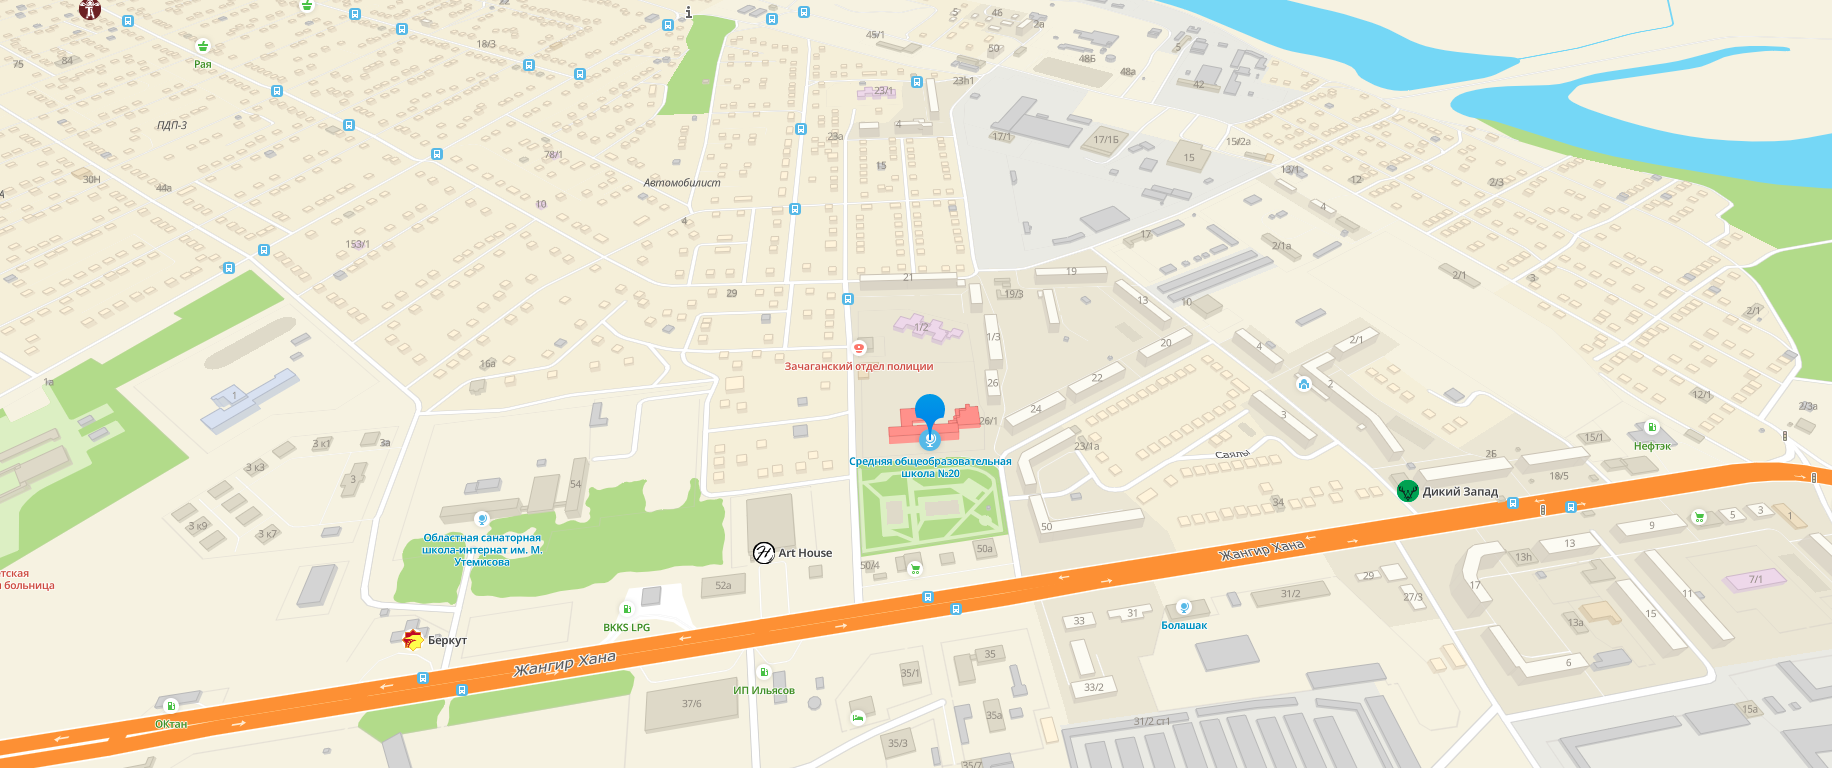 5
46
2а
45/1
50
5
18/3
75
84
Рая
48Б
48а
23h1
42
23/1
ПДП-3
4
23а
17/1
17/1Б
15/2а
15
78/1
15
13/1
12
2/3
30Н
44а
Автомобилист
10
4
4
153/1
17
2/1а
21
19
2/1
3
29
19/3
13
10
2/1
1/2
1/3
20
4
2/1
16а
Зачаганский отдел полиции
1а
22
26
2
1
24
3
12/1
2/3а
26/1
3 к1
3а
23/1а
15/1
Нефтэк
Саялы
2Б
3 к3
Средняя общеобразовательная
школа №20
3
54
18/5
Дикий Запад
34
3 к9
3 к7
50
9
5
3
1
Областная санаторная
школа-интернат им. М.
Утемисова
Art House
50а
Жангир Хана
13h
13
50/4
тская
больница
52а
29
27/3
17
7/1
31/2
11
BKKS LPG
33
31
Болашак
15
13а
Беркут
Жангир Хана
35
35/1
6
ИП Ильясов
33/2
37/6
35а
31/2 ст1
15а
ОКтан
35/3
35/7